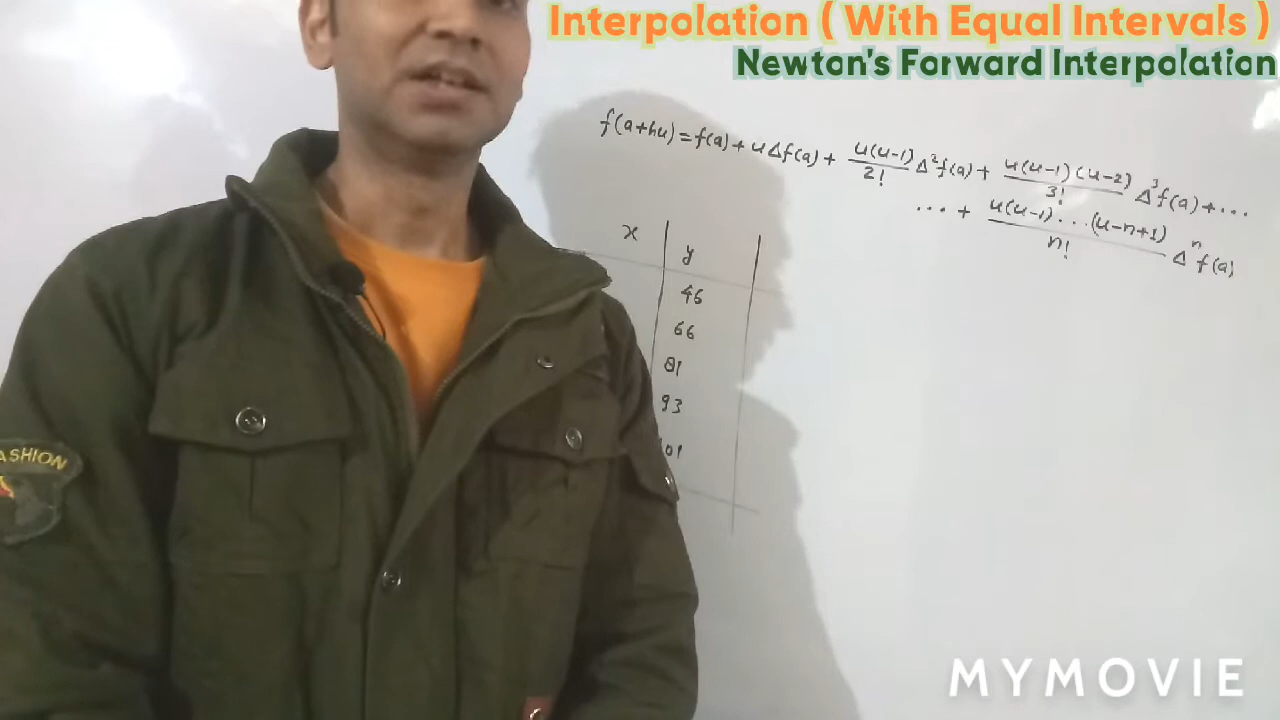 Interpolation ( With Equal Intervals )
Newton's Forward Interpolation
f(a+hu) = f(a) + uΔf(a) + u(u-1)/2! Δ²f(a) + u(u-1)(u-2)/3! Δ³f(a) + ...
... + u(u-1)...(u-n+1)/n! Δⁿf(a)
x y
46
66
81
93
01
ASHION
MYMOVIE